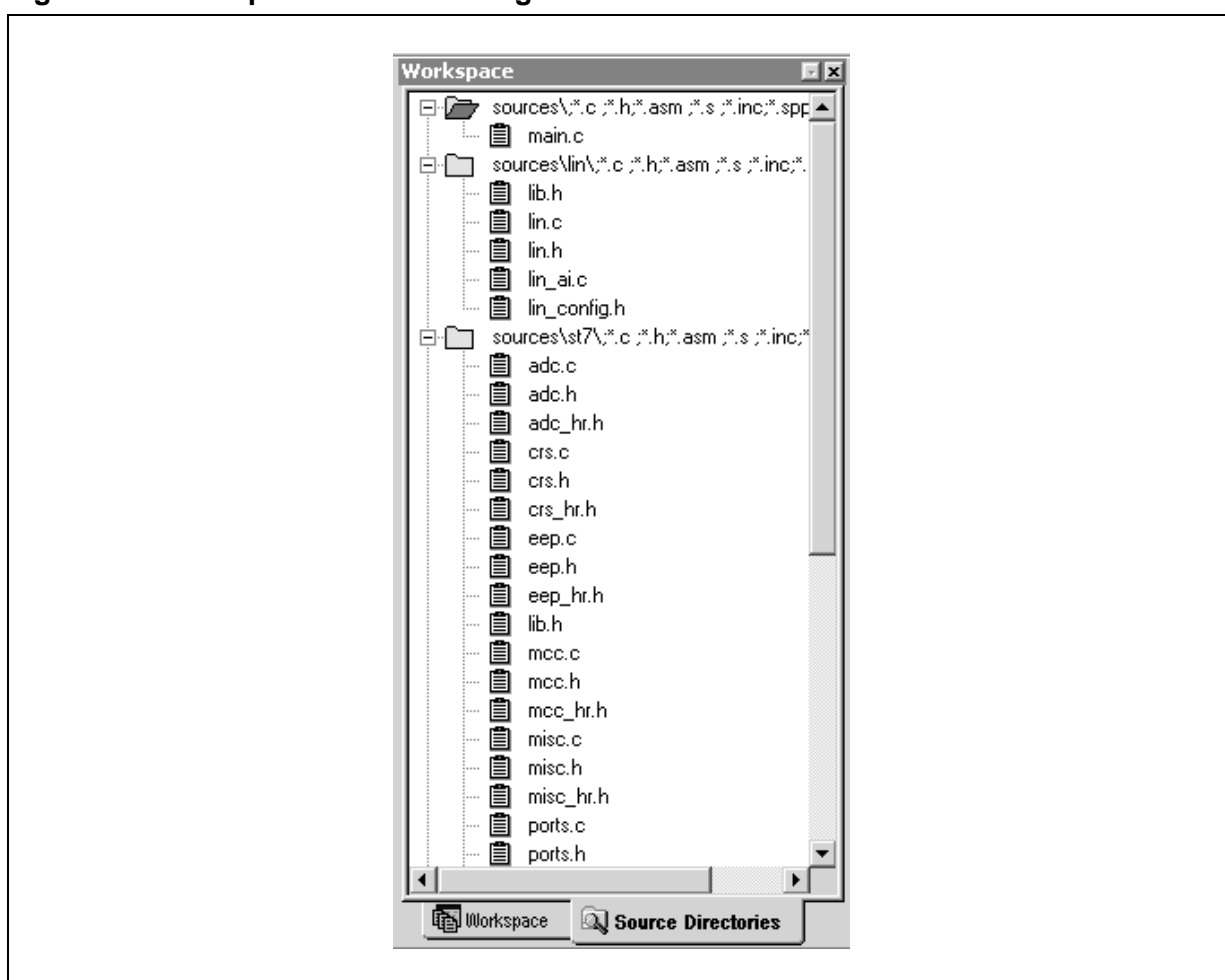 Workspace
sources\;*.c ;*.h;*.asm ;*.s ;*.inc;*.spp
main.c
sources\lin\;*.c ;*.h;*.asm ;*.s ;*.inc;*.
lib.h
lin.c
lin.h
lin_ai.c
lin_config.h
sources\st7\;*.c ;*.h;*.asm ;*.s ;*.inc;*
adc.c
adc.h
adc_hr.h
crs.c
crs.h
crs_hr.h
eep.c
eep.h
eep_hr.h
lib.h
mcc.c
mcc.h
mcc_hr.h
misc.c
misc.h
misc_hr.h
ports.c
ports.h
Workspace Source Directories